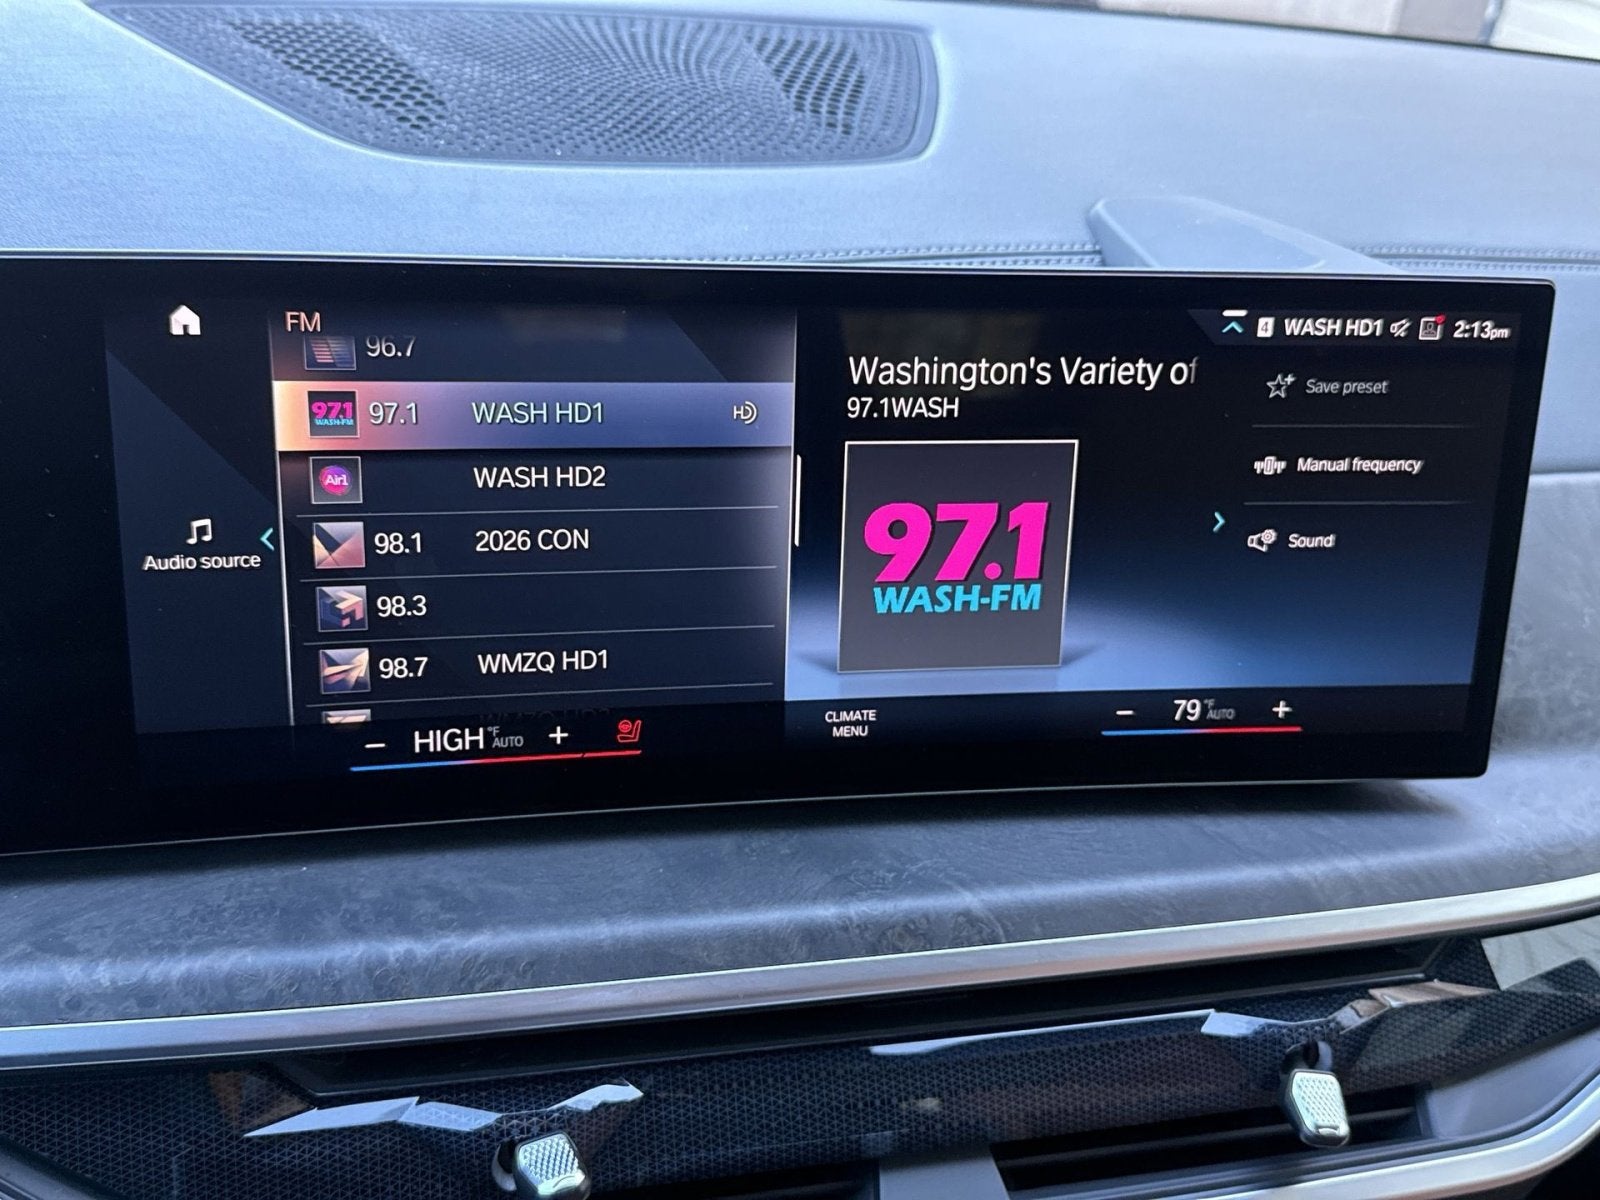 FM
96.7
97.1
WASH-FM
97.1 WASH HD1 HD
Air1
WASH HD2
98.1 2026 CON
98.3
98.7 WMZQ HD1
Audio source
Washington's Variety of
97.1WASH
97.1
WASH-FM
4 WASH HD1 2:13pm
Save preset
Manual frequency
Sound
- HIGH °F AUTO +
CLIMATE
MENU
- 79 °F AUTO +